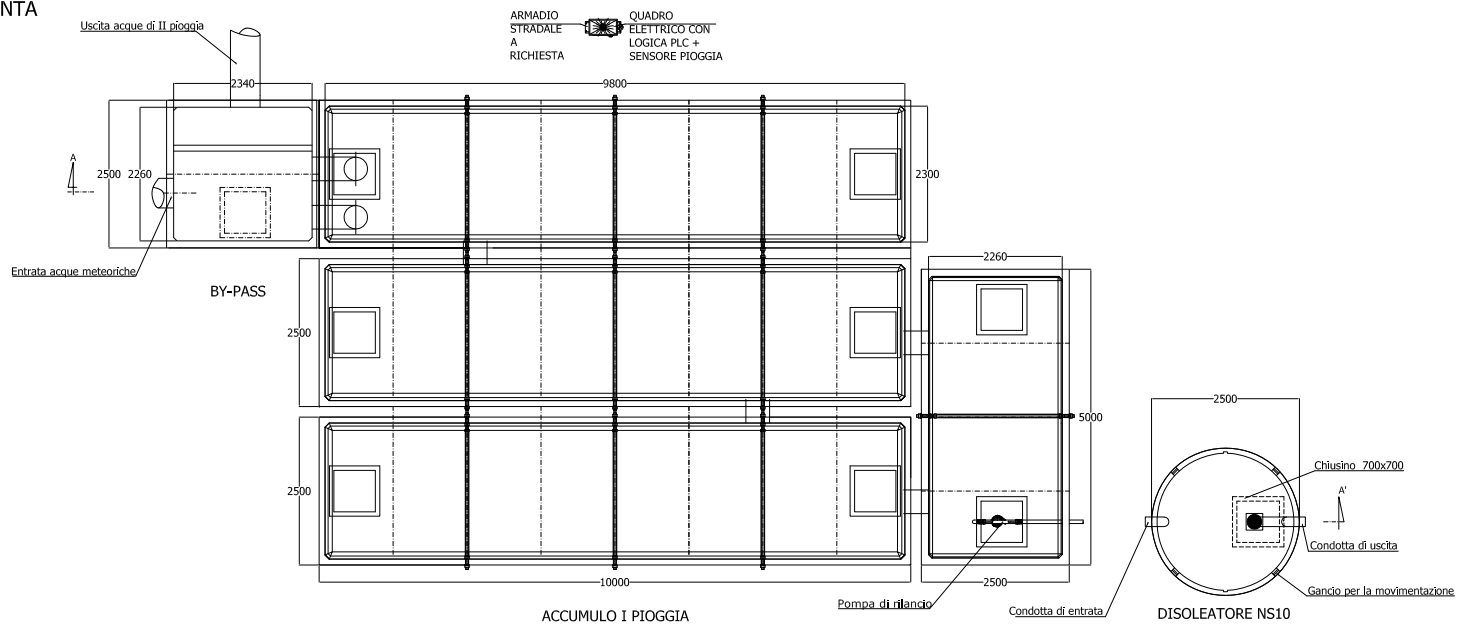 NTA
Uscita acque di II pioggia
ARMADIO
STRADALE
A
RICHIESTA
QUADRO
ELETTRICO CON
LOGICA PLC +
SENSORE PIOGGIA
2340
9800
A
2500
2260
2300
Entrata acque meteoriche
BY-PASS
2260
2500
5000
2500
Chiusino 700x700
A'
2500
Condotta di uscita
10000
2500
Gancio per la movimentazione
Pompa di rilancio
Condotta di entrata
ACCUMULO I PIOGGIA
DISOLEATORE NS10